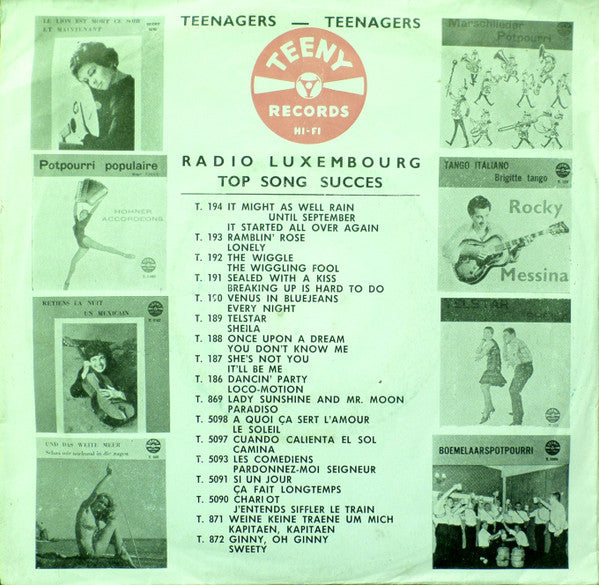 TEENAGERS — TEENAGERS
TEENY
RECORDS
HI-FI
RADIO LUXEMBOURG
TOP SONG SUCCES
T. 194 IT MIGHT AS WELL RAIN
UNTIL SEPTEMBER
IT STARTED ALL OVER AGAIN
T. 193 RAMBLIN' ROSE
LONELY
T. 192 THE WIGGLE
THE WIGGLING FOOL
T. 191 SEALED WITH A KISS
BREAKING UP IS HARD TO DO
T. 190 VENUS IN BLUEJEANS
EVERY NIGHT
T. 189 TELSTAR
SHEILA
T. 188 ONCE UPON A DREAM
YOU DON'T KNOW ME
T. 187 SHE'S NOT YOU
IT'LL BE ME
T. 186 DANCIN' PARTY
LOCO-MOTION
T. 869 LADY SUNSHINE AND MR. MOON
PARADISO
T. 5098 A QUOI ÇA SERT L'AMOUR
LE SOLEIL
T. 5097 CUANDO CALIENTA EL SOL
CAMINA
T. 5093 LES COMEDIENS
PARDONNEZ-MOI SEIGNEUR
T. 5091 SI UN JOUR
ÇA FAIT LONGTEMPS
T. 5090 CHARIOT
J'ENTENDS SIFFLER LE TRAIN
T. 871 WEINE KEINE TRAENE UM MICH
KAPITAEN, KAPITAEN
T. 872 GINNY, OH GINNY
SWEETY
LE LION EST MORT CE SOIR
ET MAINTENANT
Potpourri populaire
HOHNER
ACCORDEONS
RETIENS LA NUIT
UN MEXICAIN
UND DAS WEITE MEER
Marschlieder
Potpourri
TANGO ITALIANO
Brigitte tango
Rocky
Messina
TELSTAR
BOEMELAARSPOTPOURRI